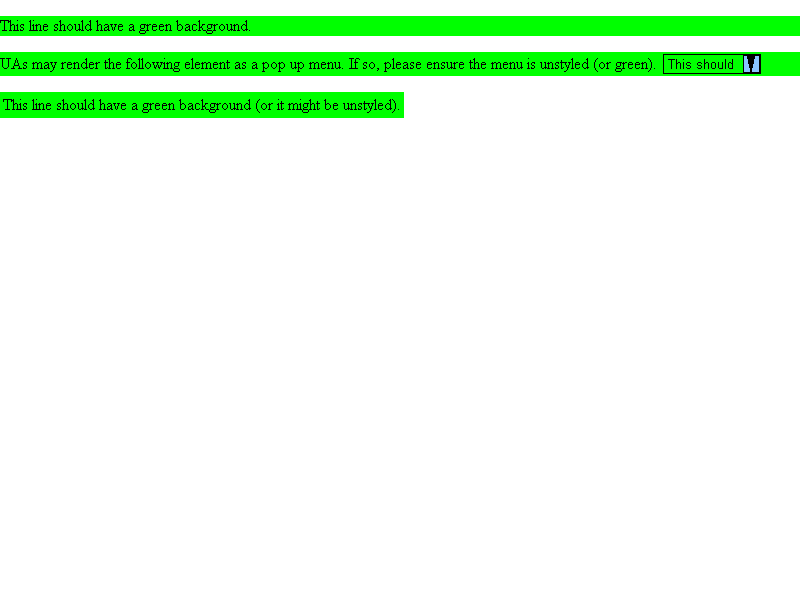 This line should have a green background.
UAs may render the following element as a pop up menu. If so, please ensure the menu is unstyled (or green). This should
This line should have a green background (or it might be unstyled).